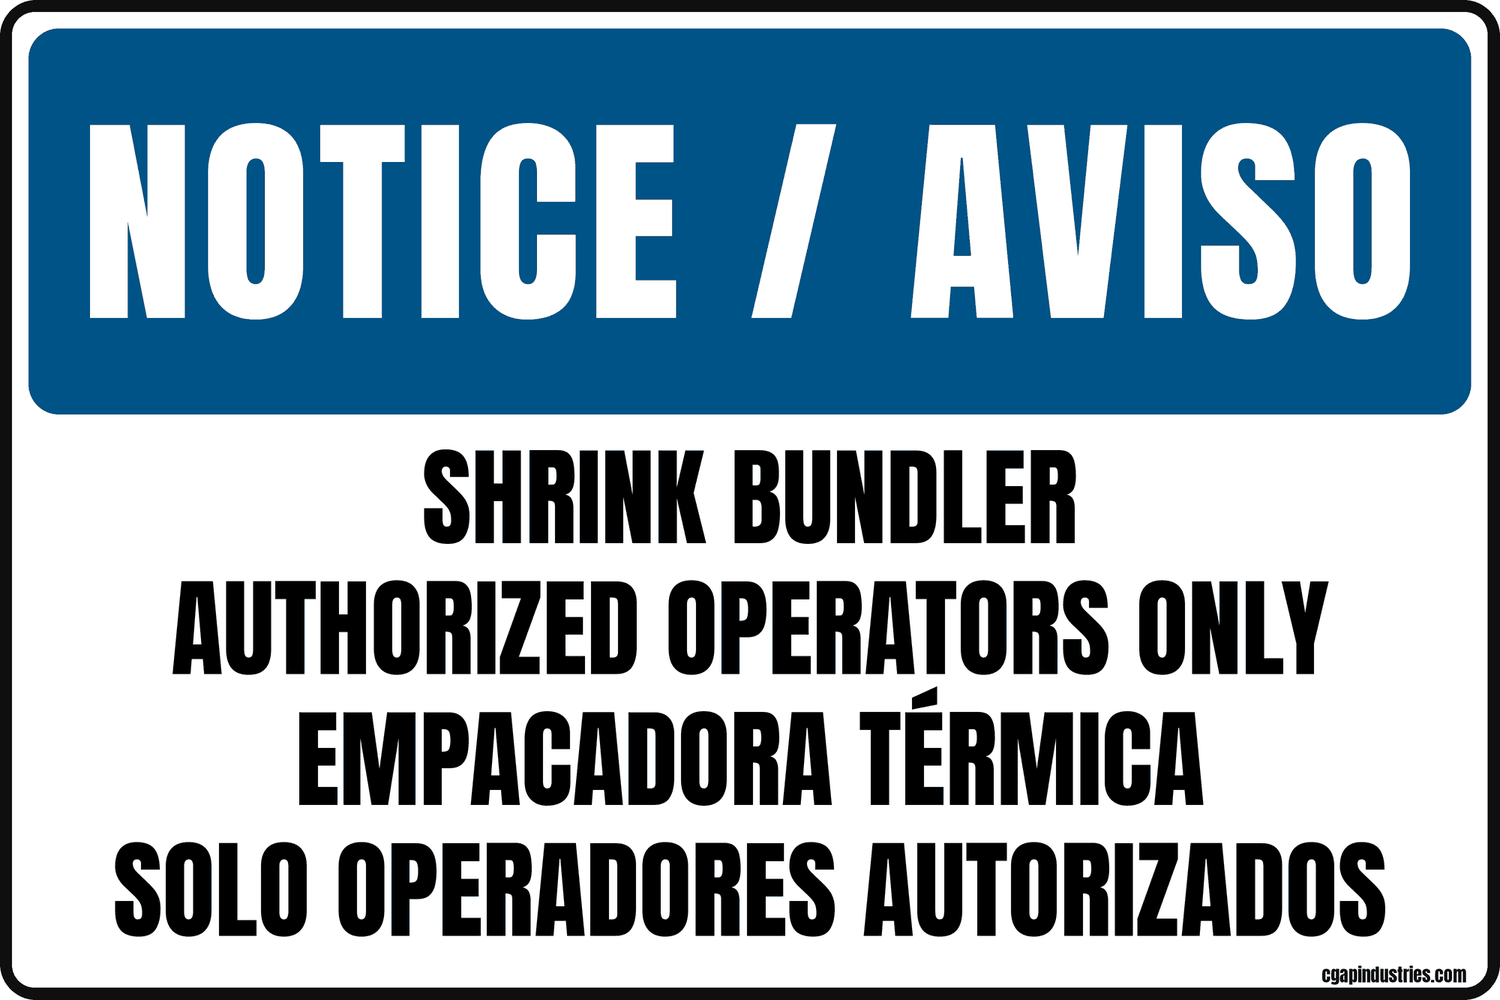 NOTICE / AVISO
SHRINK BUNDLER
AUTHORIZED OPERATORS ONLY
EMPACADORA TÉRMICA
SOLO OPERADORES AUTORIZADOS
cgapindustries.com